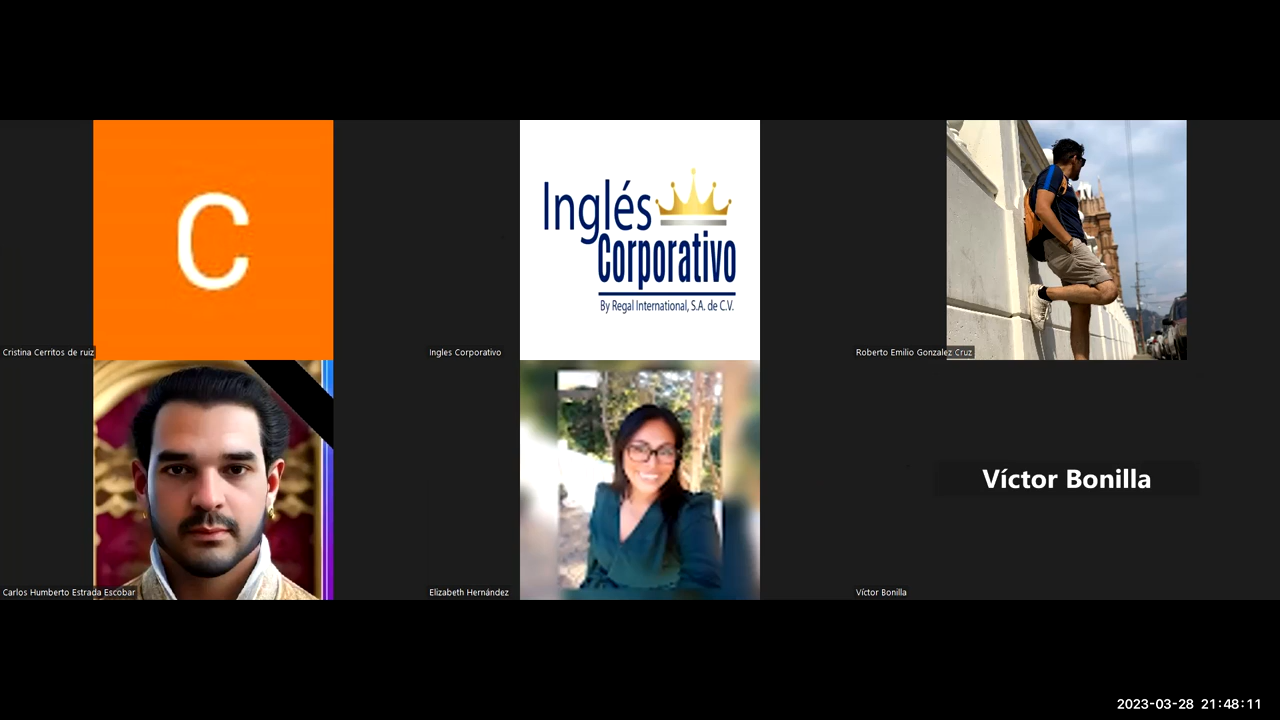 C
Cristina Cerritos de ruiz
Inglés
Corporativo
By Regal International, S.A. de C.V.
Ingles Corporativo
Roberto Emilio Gonzalez Cruz
Carlos Humberto Estrada Escobar
Elizabeth Hernández
Víctor Bonilla
Víctor Bonilla
2023-03-28 21:48:11